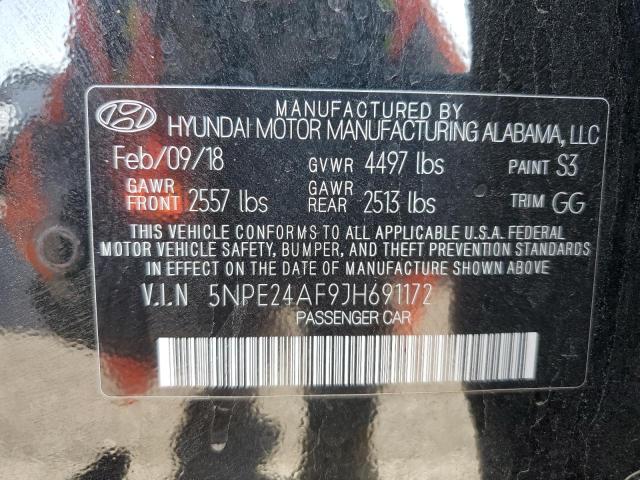 MANUFACTURED BY
HYUNDAI MOTOR MANUFACTURING ALABAMA, LLC
Feb/09/18 GVWR 4497 lbs PAINT S3
GAWR FRONT 2557 lbs GAWR REAR 2513 lbs TRIM GG
THIS VEHICLE CONFORMS TO ALL APPLICABLE U.S.A. FEDERAL
MOTOR VEHICLE SAFETY, BUMPER, AND THEFT PREVENTION STANDARDS
IN EFFECT ON THE DATE OF MANUFACTURE SHOWN ABOVE.
V.I.N 5NPE24AF9JH691172
PASSENGER CAR